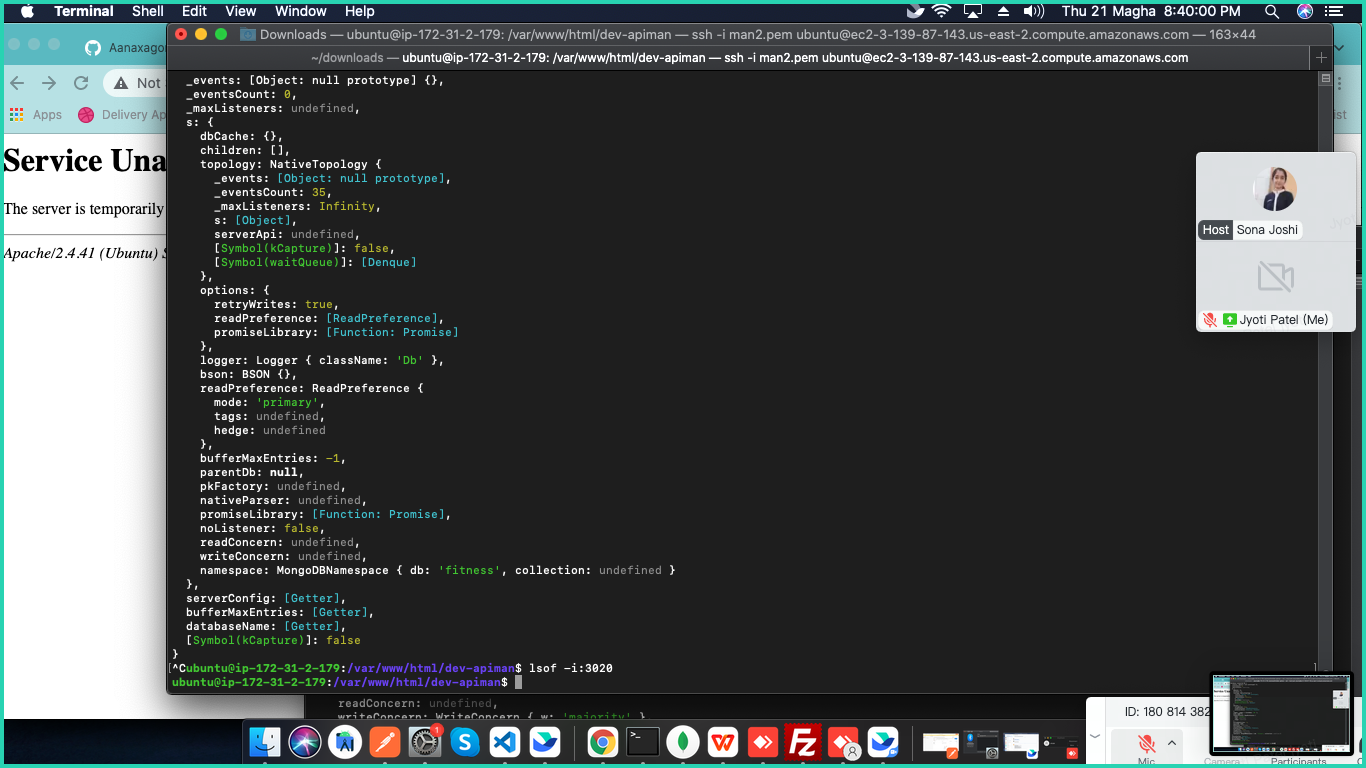 Terminal Shell Edit View Window Help Thu 21 Magha 8:40:00 PM
Downloads — ubuntu@ip-172-31-2-179: /var/www/html/dev-apiman — ssh -i man2.pem ubuntu@ec2-3-139-87-143.us-east-2.compute.amazonaws.com — 163×44
~/downloads — ubuntu@ip-172-31-2-179: /var/www/html/dev-apiman — ssh -i man2.pem ubuntu@ec2-3-139-87-143.us-east-2.compute.amazonaws.com
Aanaxagor
Not
Apps Delivery Ap
ist
Service Una
The server is temporarily
Apache/2.4.41 (Ubuntu) S
_events: [Object: null prototype] {},
_eventsCount: 0,
_maxListeners: undefined,
s: {
dbCache: {},
children: [],
topology: NativeTopology {
_events: [Object: null prototype],
_eventsCount: 35,
_maxListeners: Infinity,
s: [Object],
serverApi: undefined,
[Symbol(kCapture)]: false,
[Symbol(waitQueue)]: [Denque]
},
options: {
retryWrites: true,
readPreference: [ReadPreference],
promiseLibrary: [Function: Promise]
},
logger: Logger { className: 'Db' },
bson: BSON {},
readPreference: ReadPreference {
mode: 'primary',
tags: undefined,
hedge: undefined
},
bufferMaxEntries: -1,
parentDb: null,
pkFactory: undefined,
nativeParser: undefined,
promiseLibrary: [Function: Promise],
noListener: false,
readConcern: undefined,
writeConcern: undefined,
namespace: MongoDBNamespace { db: 'fitness', collection: undefined }
},
serverConfig: [Getter],
bufferMaxEntries: [Getter],
databaseName: [Getter],
[Symbol(kCapture)]: false
}
[^Cubuntu@ip-172-31-2-179:/var/www/html/dev-apiman$ lsof -i:3020 ]
ubuntu@ip-172-31-2-179:/var/www/html/dev-apiman$
readConcern: undefined,
writeConcern: WriteConcern { w: 'majority' }
Host Sona Joshi
Jyoti Patel (Me)
ID: 180 814 382
Mic Camera Participants
1